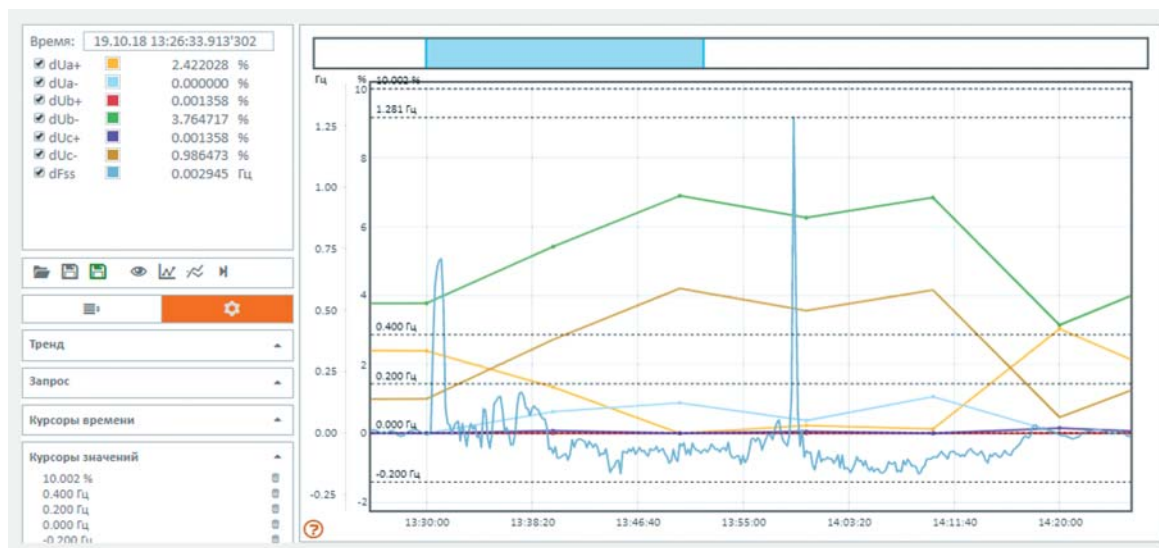 Время: 19.10.18 13:26:33.913'302
dUa+ 2.422028 %
dUa- 0.000000 %
dUb+ 0.001358 %
dUb- 3.764717 %
dUc+ 0.001358 %
dUc- 0.986473 %
dFss 0.002945 Гц
Тренд
Запрос
Курсоры времени
Курсоры значений
10.002 %
0.400 Гц
0.200 Гц
0.000 Гц
-0.200 Гц
Гц %
10.002 %
10
1.281 Гц
1.25
8
1.00
6
0.75
4
0.50
0.400 Гц
2
0.25
0.200 Гц
0.000 Гц
0.00 0
-0.200 Гц
-0.25 -2
13:30:00 13:38:20 13:46:40 13:55:00 14:03:20 14:11:40 14:20:00
?